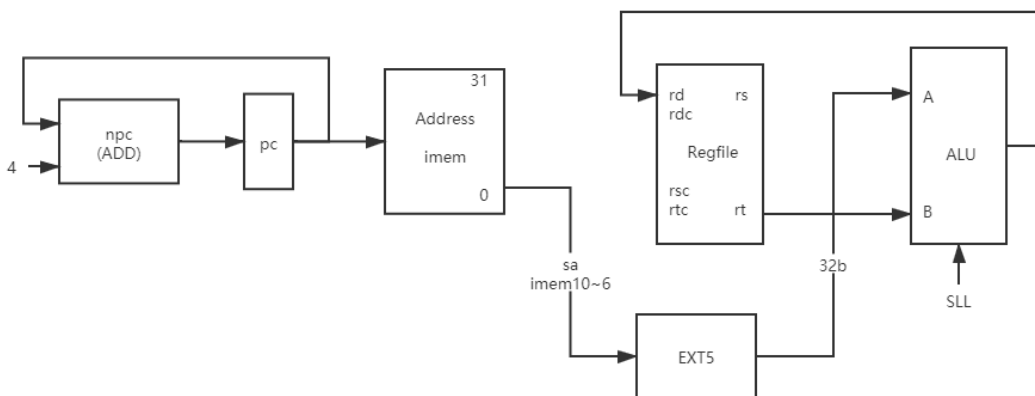 4
npc
(ADD)
pc
31
Address
imem
0
sa
imem10~6
EXT5
32b
rd
rs
rdc
Regfile
rsc
rtc
rt
A
ALU
B
SLL